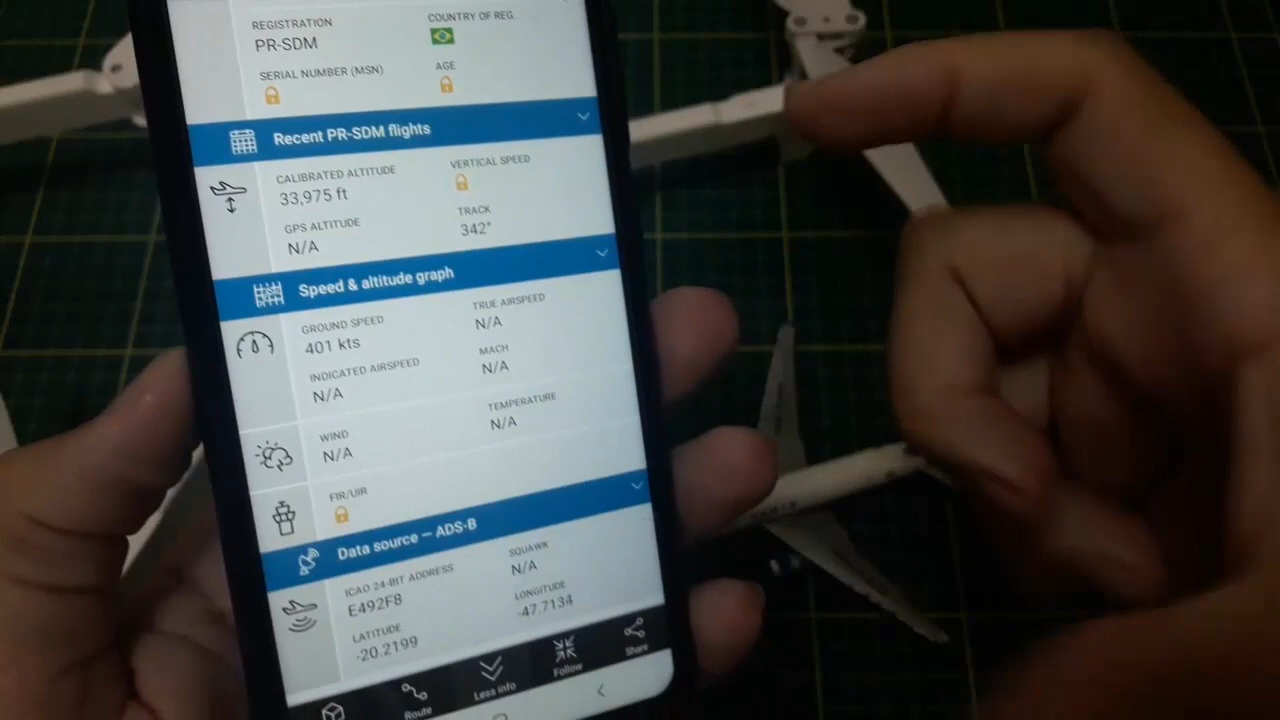 REGISTRATION
PR-SDM
COUNTRY OF REG.
SERIAL NUMBER (MSN)
AGE
Recent PR-SDM flights
CALIBRATED ALTITUDE
33,975 ft
VERTICAL SPEED
GPS ALTITUDE
N/A
TRACK
342°
Speed & altitude graph
GROUND SPEED
401 kts
TRUE AIRSPEED
N/A
INDICATED AIRSPEED
N/A
MACH
N/A
WIND
N/A
TEMPERATURE
N/A
FIR/UIR
Data source — ADS-B
ICAO 24-BIT ADDRESS
E492F8
SQUAWK
N/A
LATITUDE
-20.2199
LONGITUDE
-47.7134
Route
Less info
Follow
Share